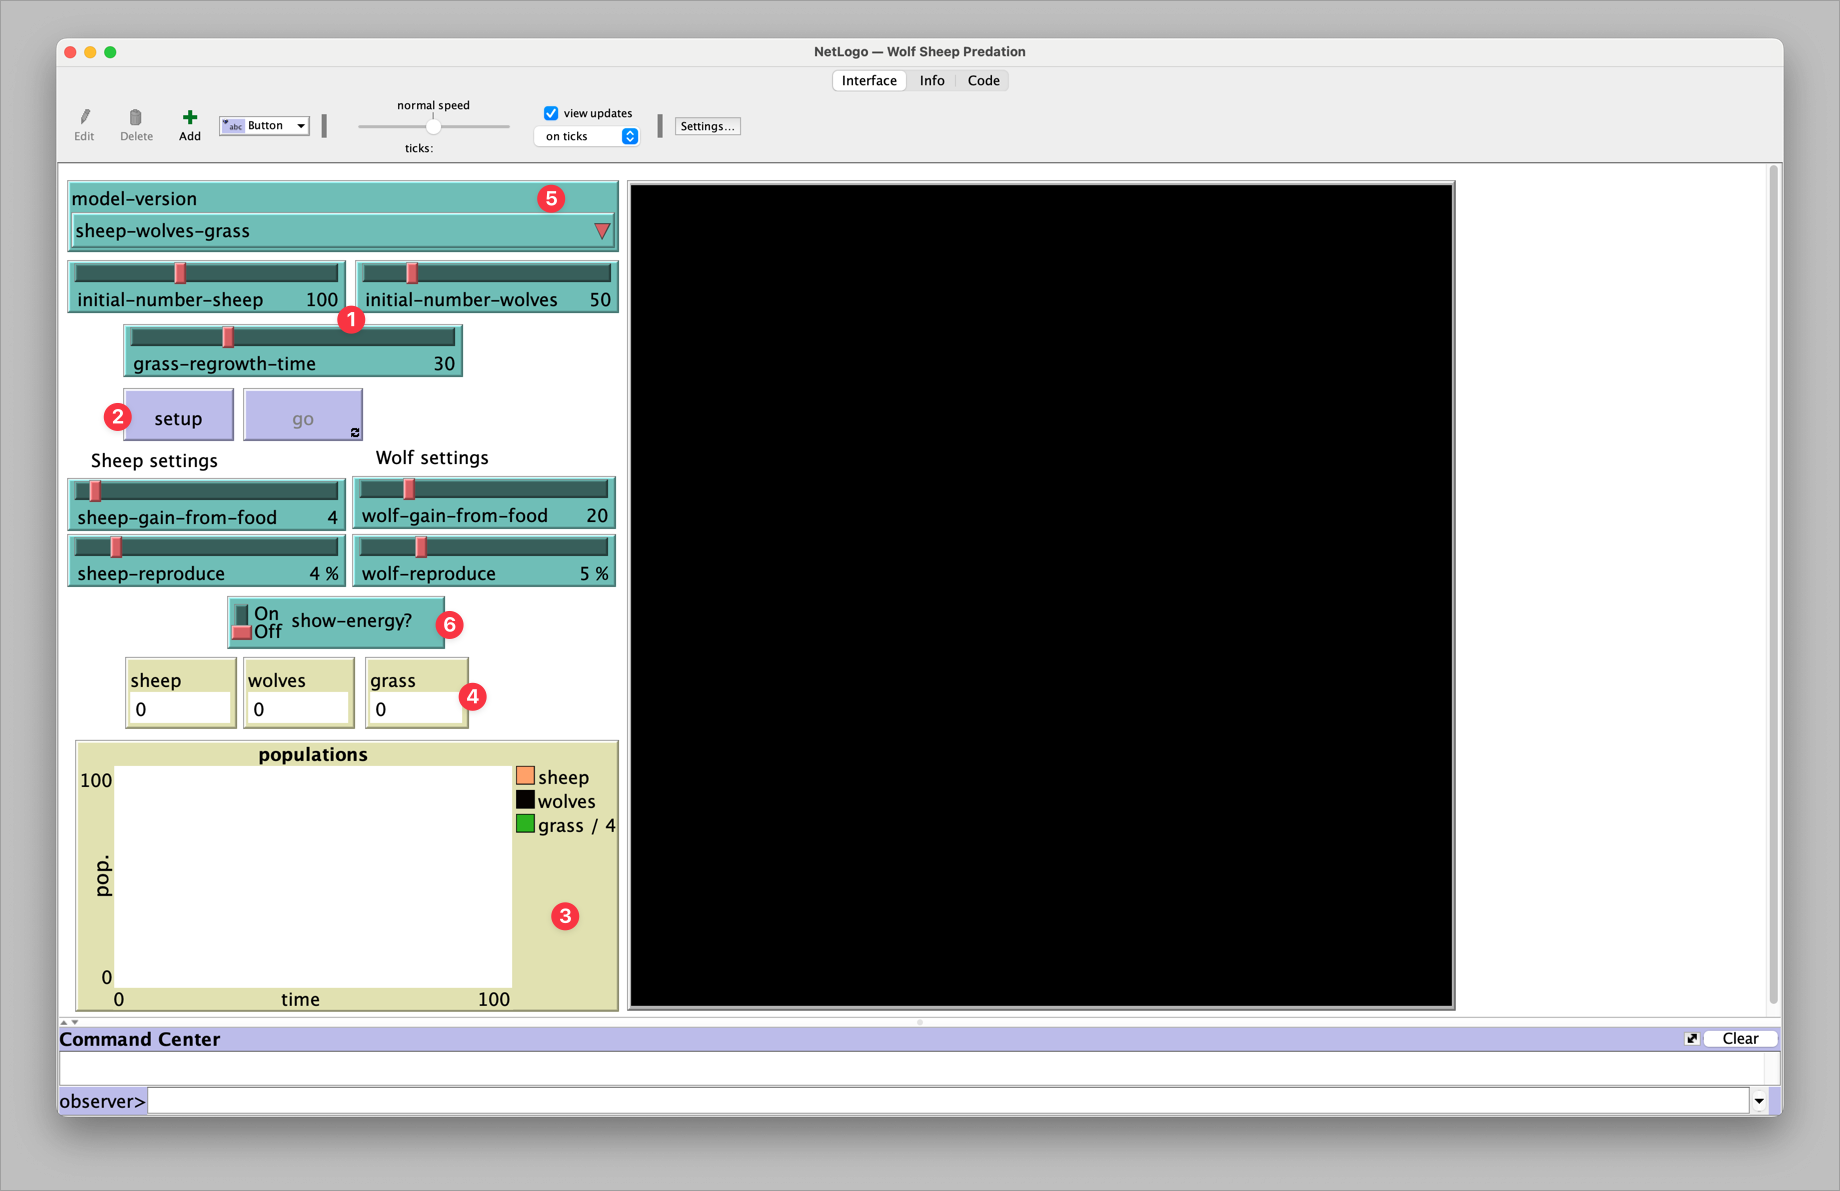 NetLogo — Wolf Sheep Predation
Interface Info Code
Edit Delete Add abc Button normal speed ticks: view updates on ticks Settings...
model-version 5
sheep-wolves-grass
initial-number-sheep 100 initial-number-wolves 50
1
grass-regrowth-time 30
2 setup go
Sheep settings Wolf settings
sheep-gain-from-food 4 wolf-gain-from-food 20
sheep-reproduce 4 % wolf-reproduce 5 %
On
Off show-energy? 6
sheep wolves grass
0 0 0 4
populations
100 sheep
wolves
grass / 4
pop.
3
0
0 time 100
Command Center Clear
observer>